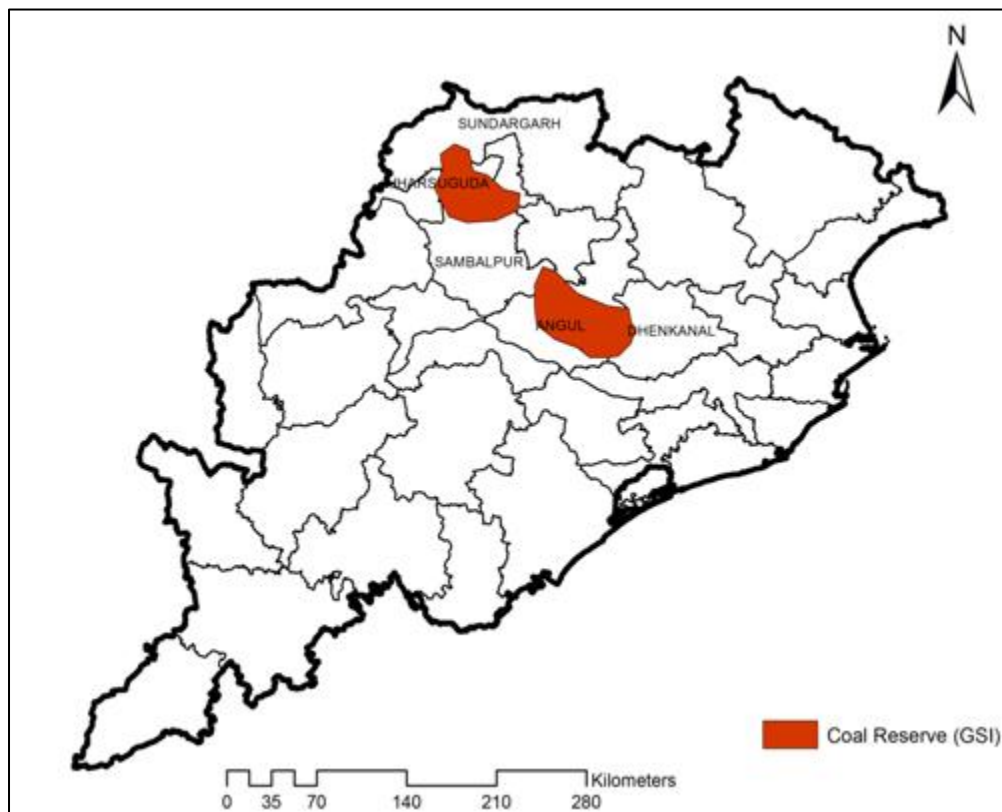 N
SUNDARGARH
JHARSUGUDA
SAMBALPUR
ANGUL
DHENKANAL
Coal Reserve (GSI)
Kilometers
0 35 70 140 210 280